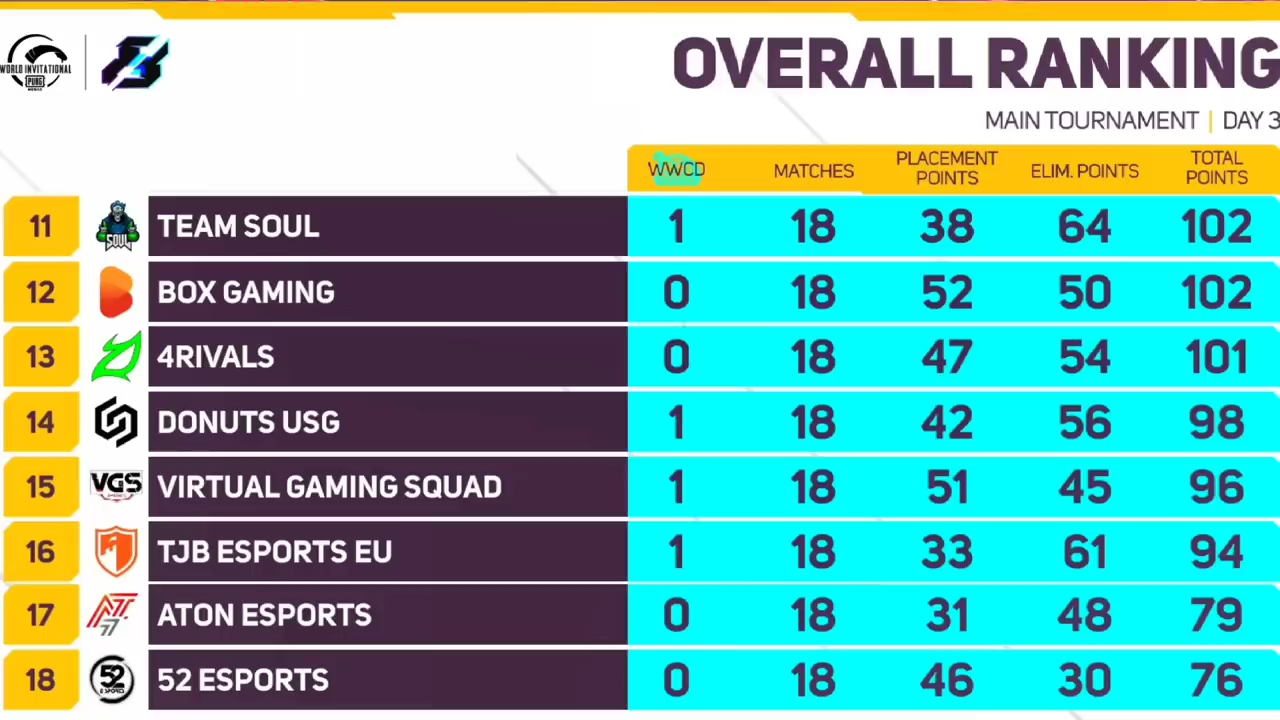 WORLD INVITATIONAL
PUBG
MOBILE
OVERALL RANKING
MAIN TOURNAMENT | DAY 3
WWCD MATCHES PLACEMENT POINTS ELIM. POINTS TOTAL POINTS
11 SOUL TEAM SOUL 1 18 38 64 102
12 BOX GAMING 0 18 52 50 102
13 4RIVALS 0 18 47 54 101
14 DONUTS USG 1 18 42 56 98
15 VGS VIRTUAL GAMING SQUAD 1 18 51 45 96
16 TJB ESPORTS EU 1 18 33 61 94
17 ATON ESPORTS 0 18 31 48 79
18 52 ESPORTS 52 ESPORTS 0 18 46 30 76